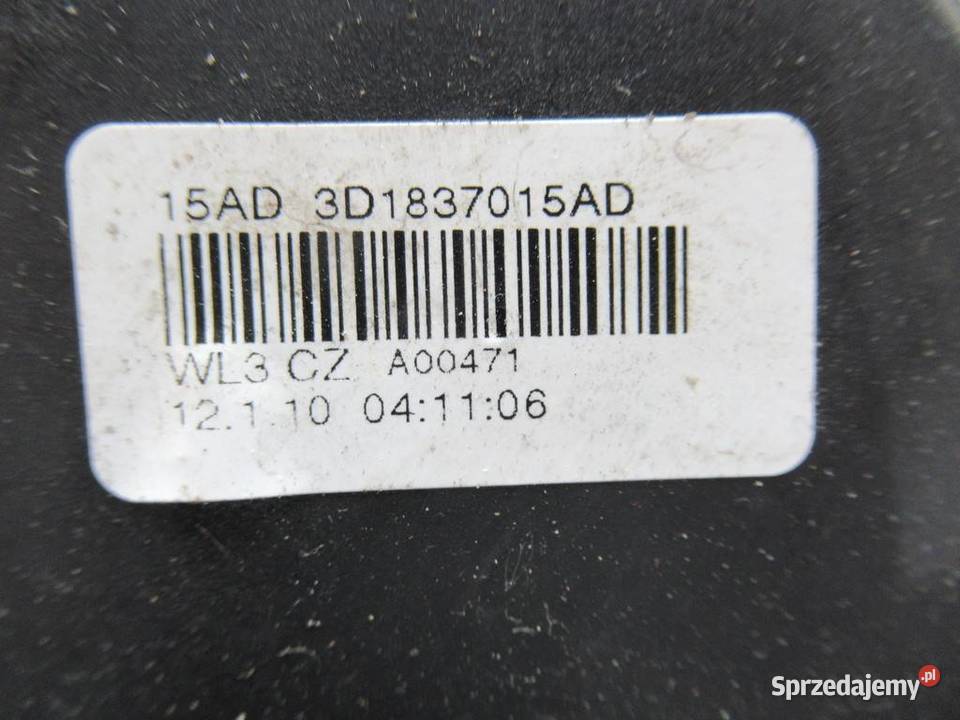 15AD 3D1837015AD
WL3 CZ A00471
12.1.10 04:11:06
Sprzedajemy.pl